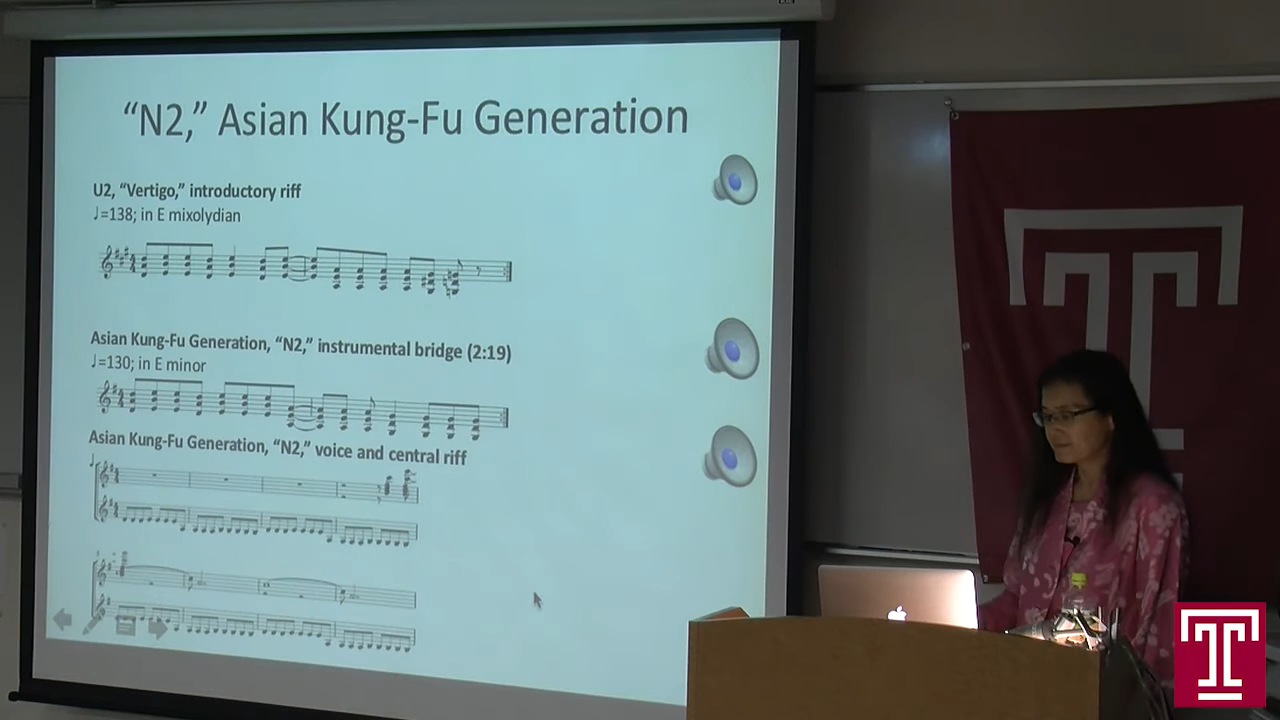 “N2,” Asian Kung-Fu Generation
U2, “Vertigo,” introductory riff
♩=138; in E mixolydian
Asian Kung-Fu Generation, “N2,” instrumental bridge (2:19)
♩=130; in E minor
Asian Kung-Fu Generation, “N2,” voice and central riff